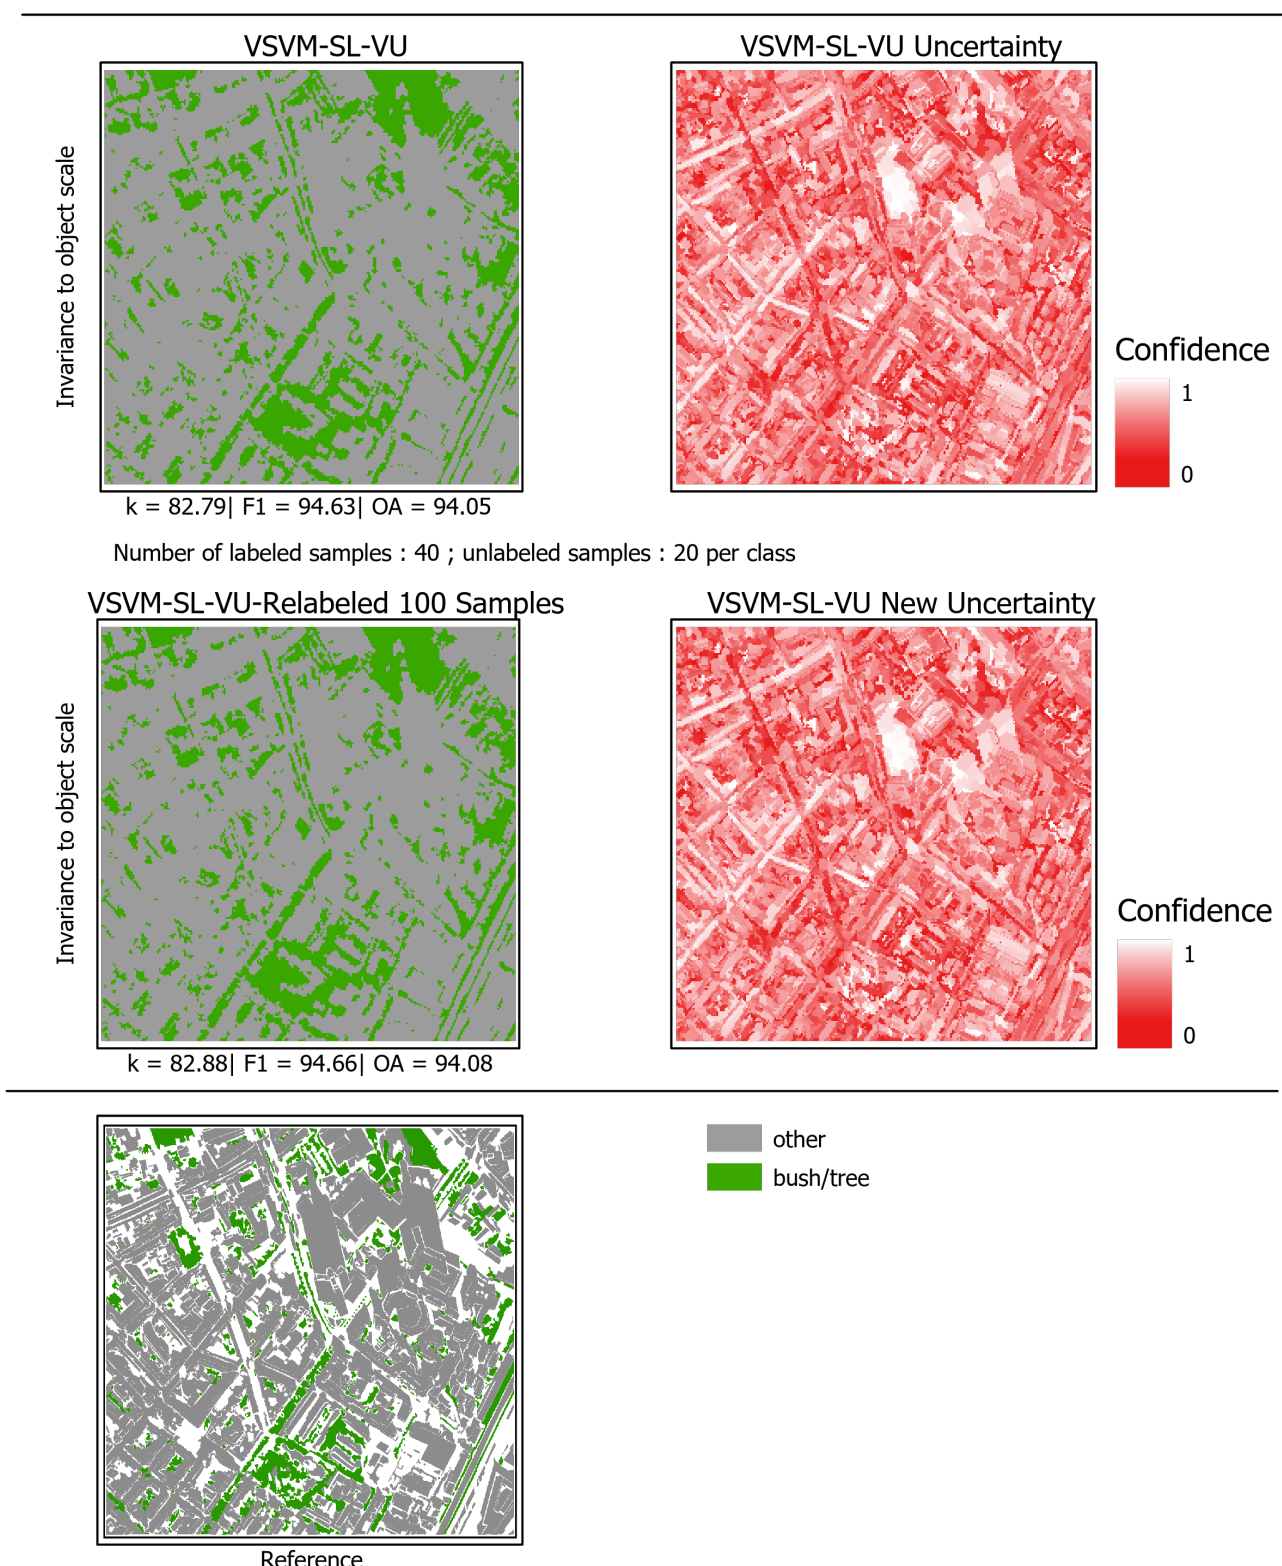 VSVM-SL-VU
VSVM-SL-VU Uncertainty
Invariance to object scale
Confidence
1
0
k = 82.79| F1 = 94.63| OA = 94.05
Number of labeled samples : 40 ; unlabeled samples : 20 per class
VSVM-SL-VU-Relabeled 100 Samples
VSVM-SL-VU New Uncertainty
Invariance to object scale
Confidence
1
0
k = 82.88| F1 = 94.66| OA = 94.08
other
bush/tree
Reference